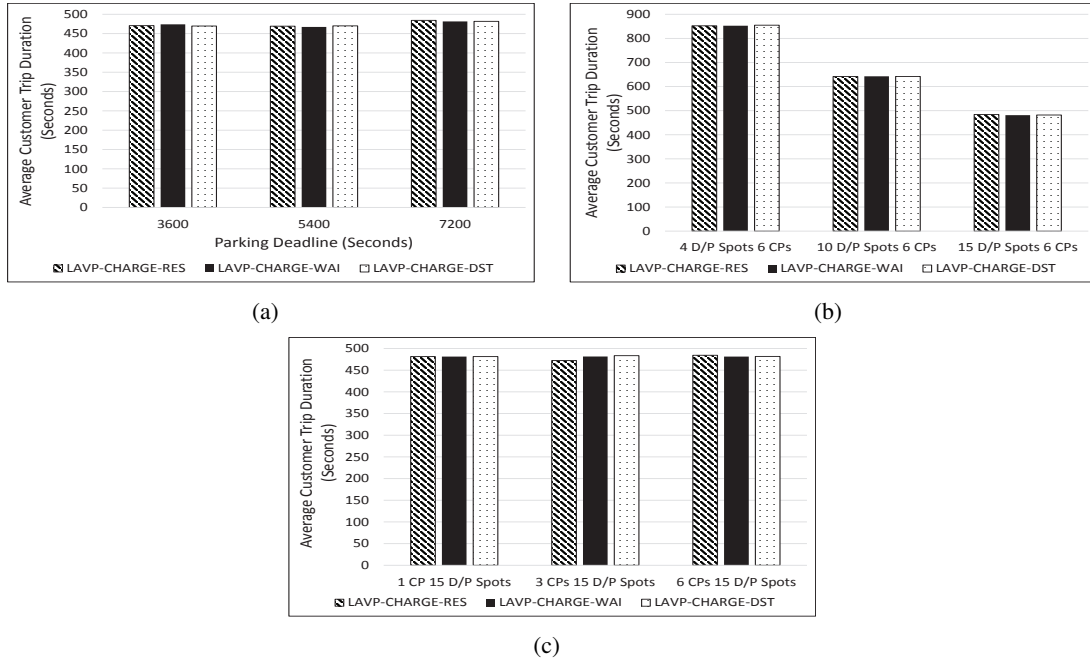 500
450
400
350
300
250
200
150
100
50
0
Average Customer Trip Duration
(Seconds)
3600 5400 7200
Parking Deadline (Seconds)
LAVP-CHARGE-RES LAVP-CHARGE-WAI LAVP-CHARGE-DST
(a)
900
800
700
600
500
400
300
200
100
0
Average Customer Trip Duration
(Seconds)
4 D/P Spots 6 CPs 10 D/P Spots 6 CPs 15 D/P Spots 6 CPs
LAVP-CHARGE-RES LAVP-CHARGE-WAI LAVP-CHARGE-DST
(b)
500
450
400
350
300
250
200
150
100
50
0
Average Customer Trip Duration
(Seconds)
1 CP 15 D/P Spots 3 CPs 15 D/P Spots 6 CPs 15 D/P Spots
LAVP-CHARGE-RES LAVP-CHARGE-WAI LAVP-CHARGE-DST
(c)